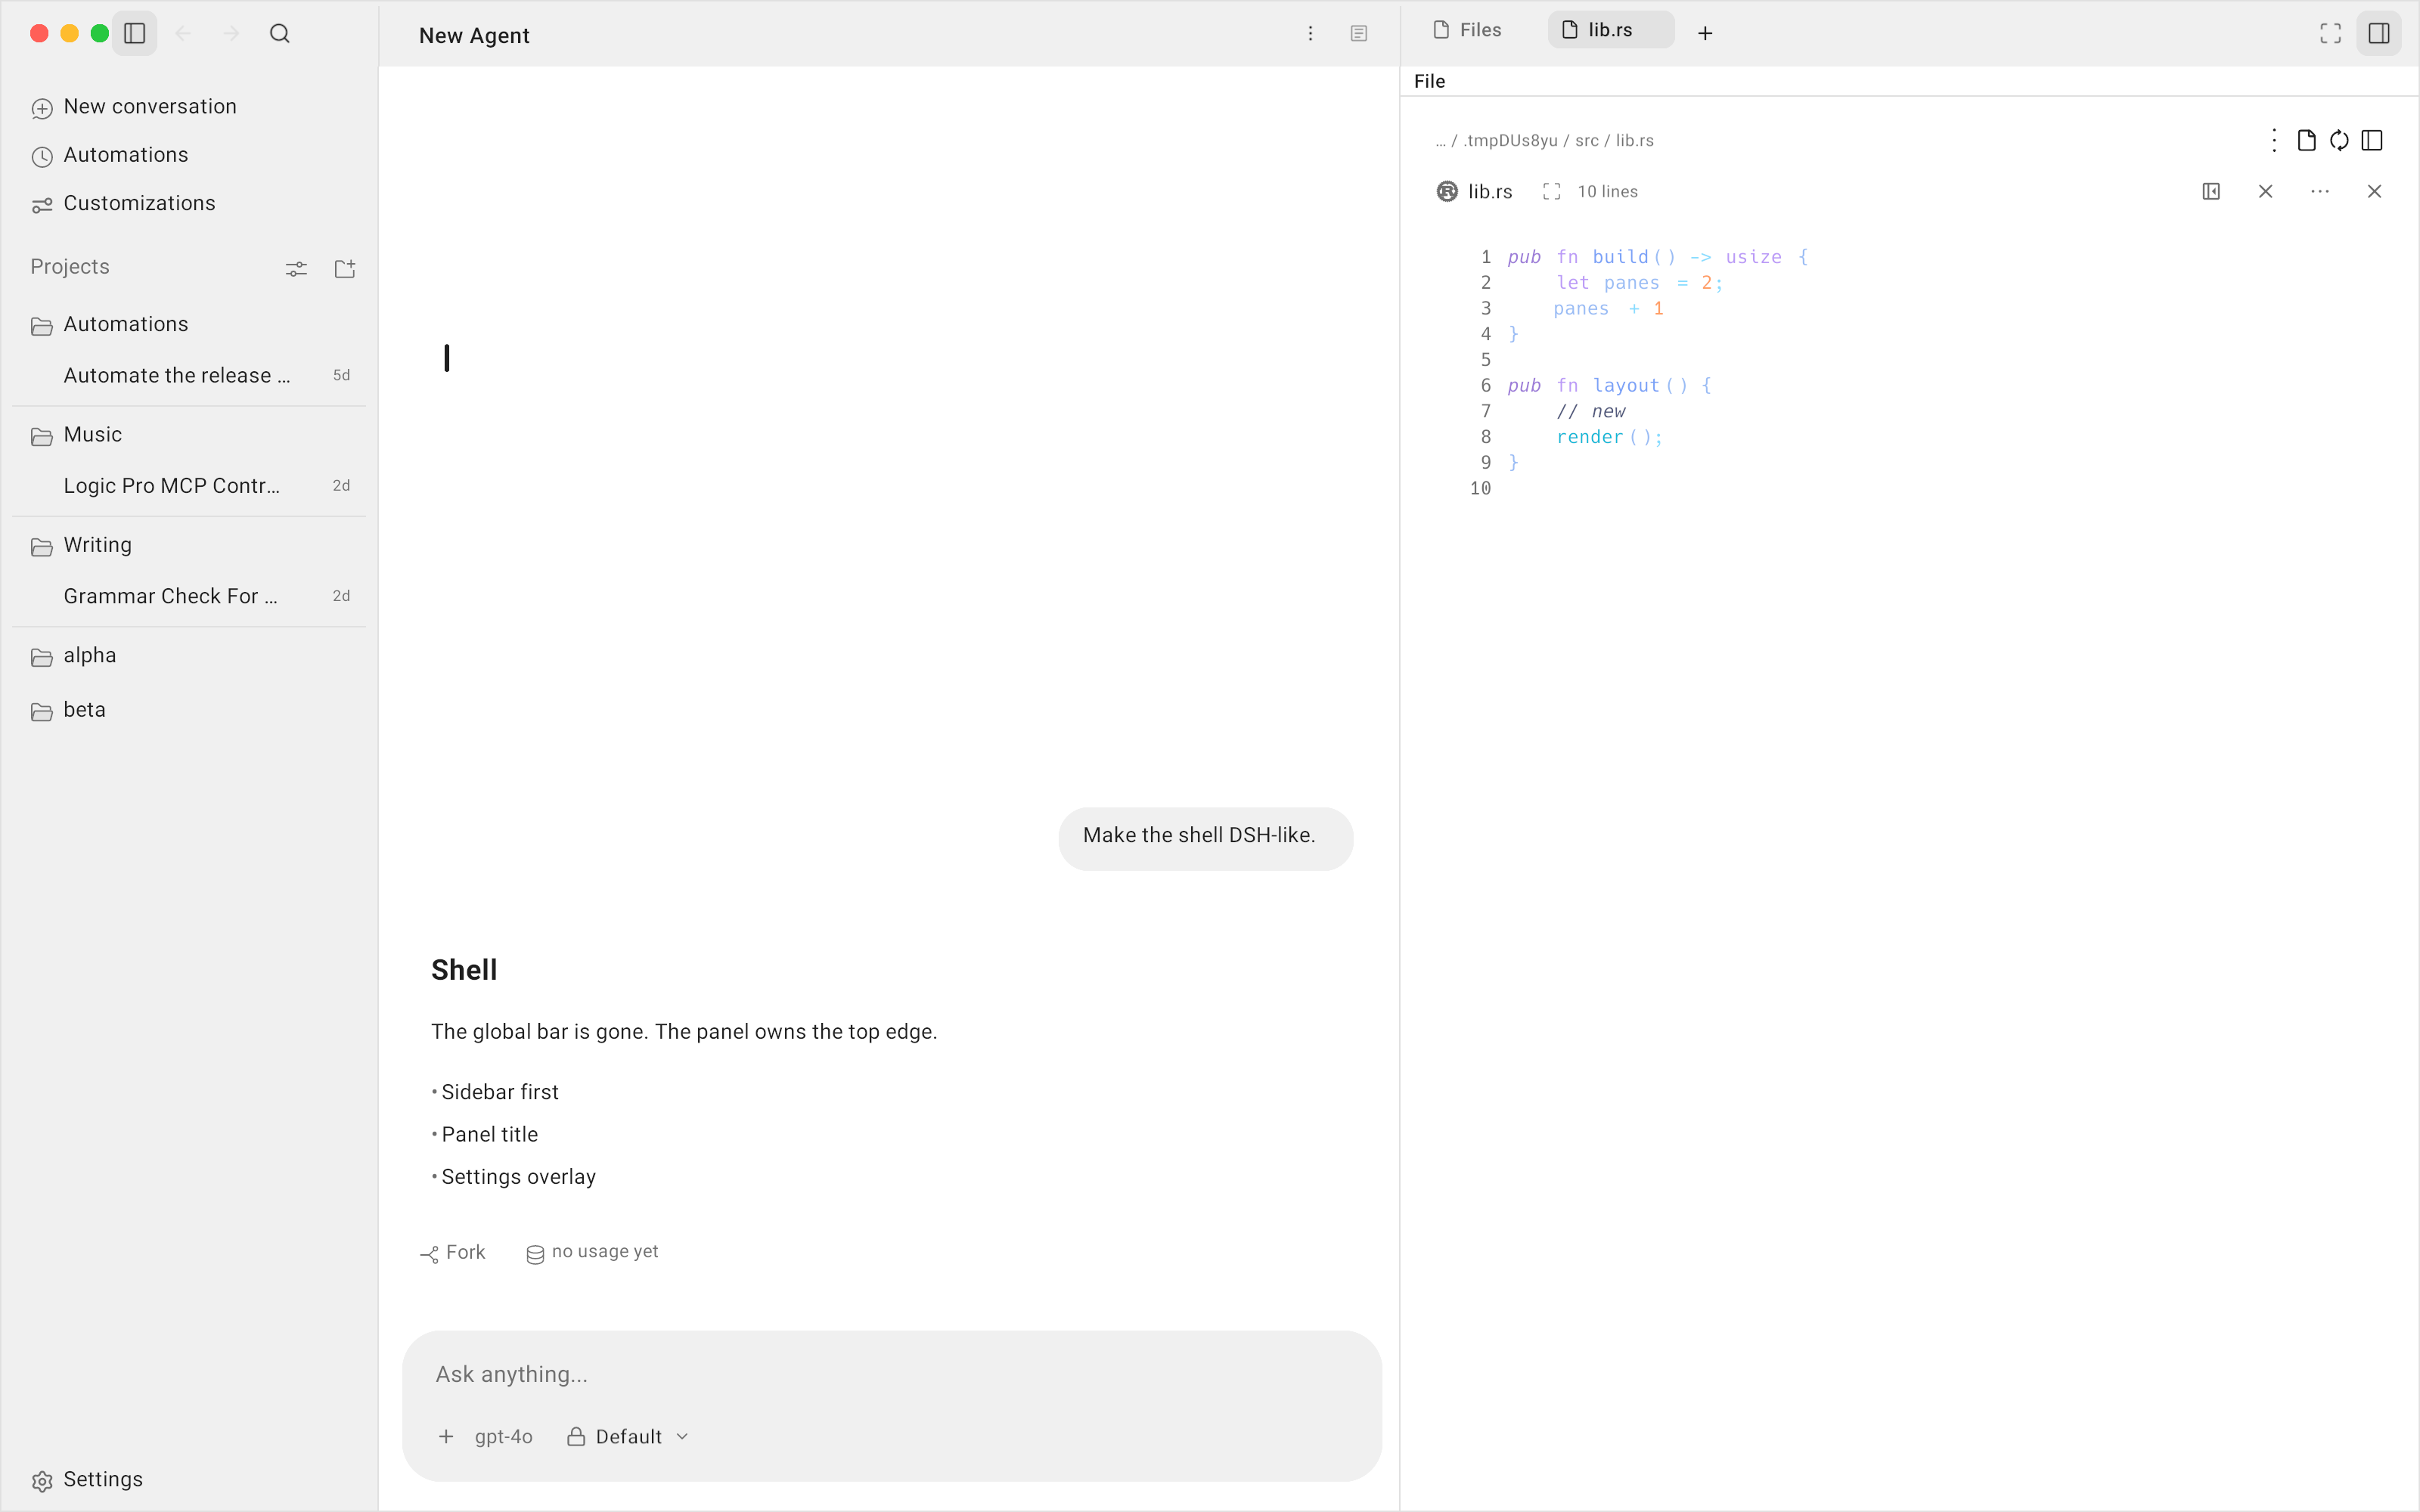 New Agent
Files
lib.rs
File
New conversation
Automations
Customizations
Projects
Automations
Automate the release ...
5d
Music
Logic Pro MCP Contr...
2d
Writing
Grammar Check For ...
2d
alpha
beta
Settings
Make the shell DSH-like.
Shell
The global bar is gone. The panel owns the top edge.
• Sidebar first
• Panel title
• Settings overlay
Fork
no usage yet
Ask anything...
gpt-4o
Default
... / .tmpDUs8yu / src / lib.rs
lib.rs
10 lines
1 pub fn build() -> usize {
2     let panes = 2;
3     panes + 1
4 }
5
6 pub fn layout() {
7     // new
8     render();
9 }
10